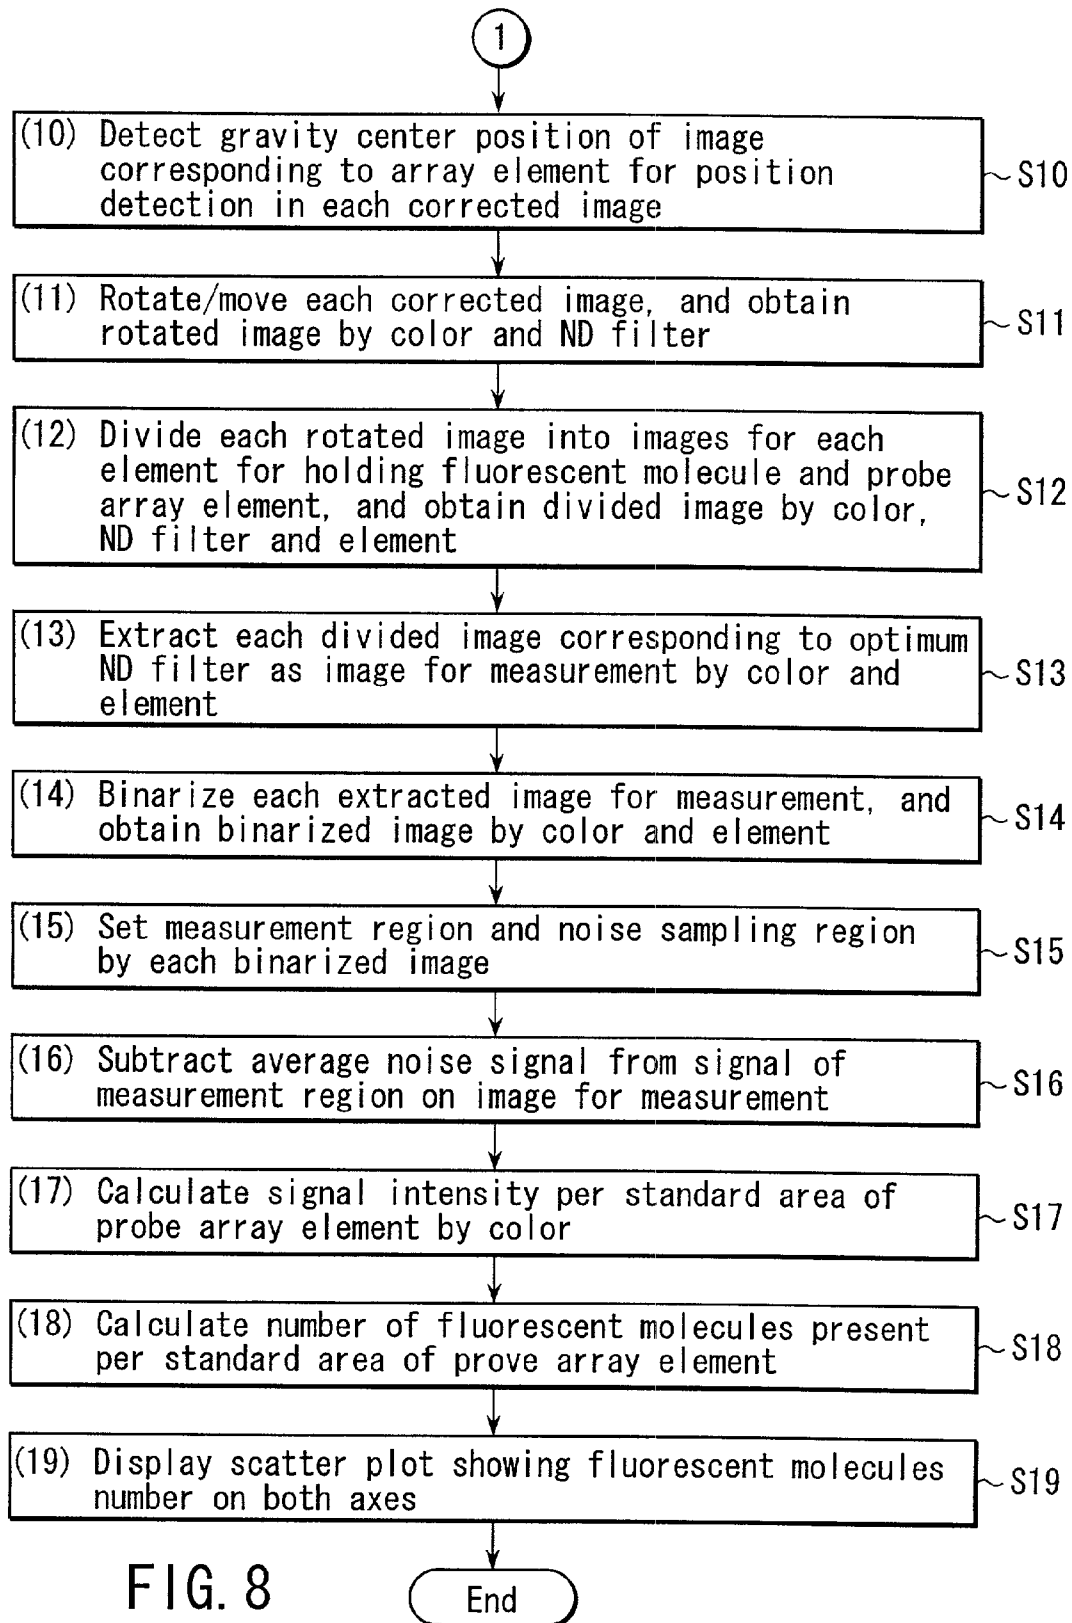 1
(10) Detect gravity center position of image
corresponding to array element for position
detection in each corrected image
S10
(11) Rotate/move each corrected image, and obtain
rotated image by color and ND filter
S11
(12) Divide each rotated image into images for each
element for holding fluorescent molecule and probe
array element, and obtain divided image by color,
ND filter and element
S12
(13) Extract each divided image corresponding to optimum
ND filter as image for measurement by color and
element
S13
(14) Binarize each extracted image for measurement, and
obtain binarized image by color and element
S14
(15) Set measurement region and noise sampling region
by each binarized image
S15
(16) Subtract average noise signal from signal of
measurement region on image for measurement
S16
(17) Calculate signal intensity per standard area of
probe array element by color
S17
(18) Calculate number of fluorescent molecules present
per standard area of prove array element
S18
(19) Display scatter plot showing fluorescent molecules
number on both axes
S19
FIG. 8
End